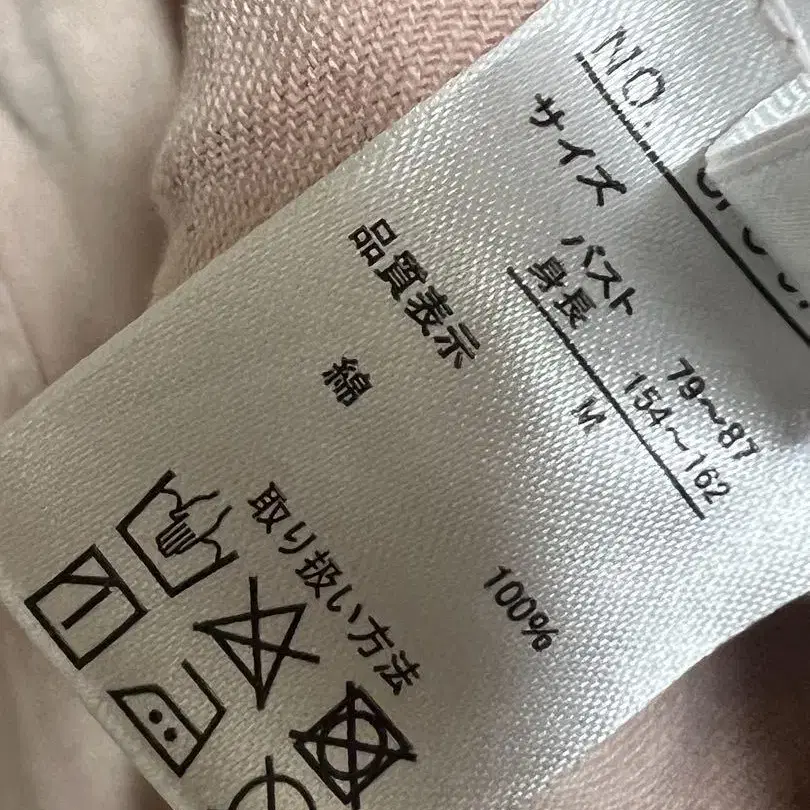 NO.
サイズ
バスト 79~87
身長 154~162
M
品質表示
綿 100%
取り扱い方法